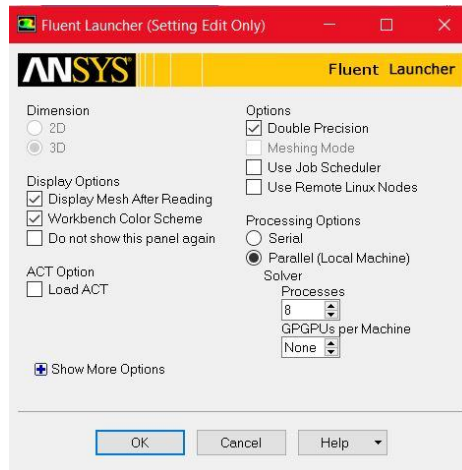 Fluent Launcher (Setting Edit Only)
ANSYS
Fluent Launcher
Dimension
2D
3D
Display Options
Display Mesh After Reading
Workbench Color Scheme
Do not show this panel again
ACT Option
Load ACT
Show More Options
Options
Double Precision
Meshing Mode
Use Job Scheduler
Use Remote Linux Nodes
Processing Options
Serial
Parallel (Local Machine)
Solver
Processes
8
GPGPUs per Machine
None
OK
Cancel
Help